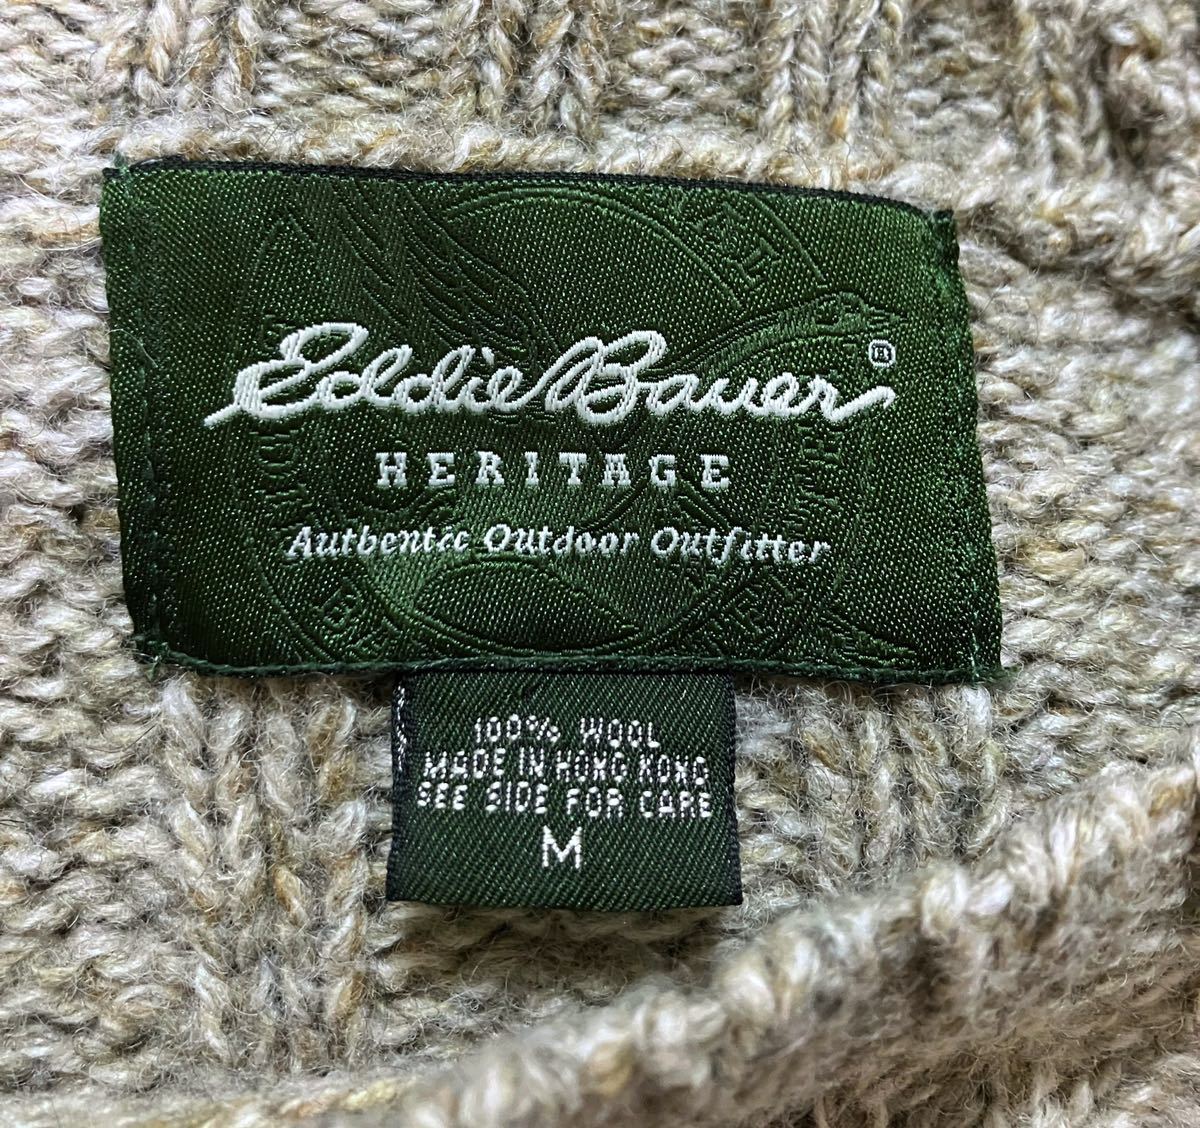 Eddie Bauer®
HERITAGE
Authentic Outdoor Outfitter
100% WOOL
MADE IN HONG KONG
SEE SIDE FOR CARE
M